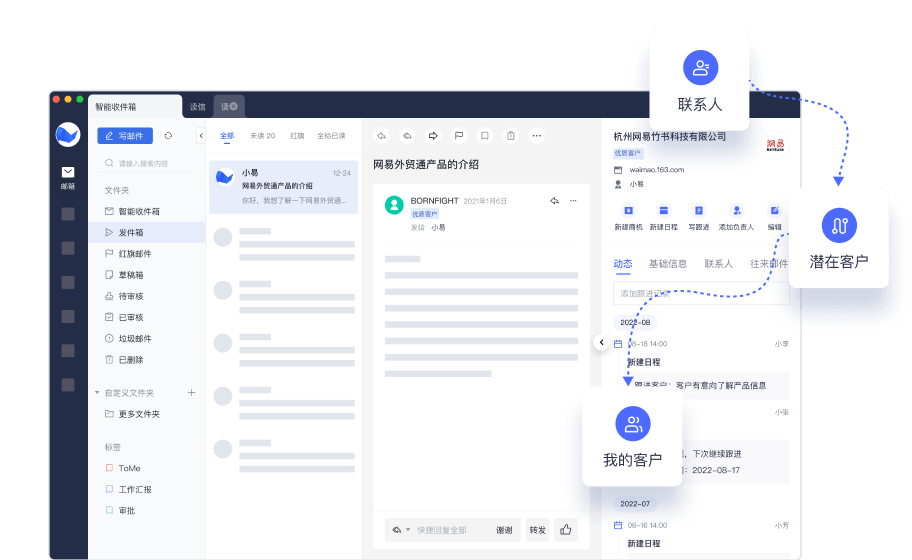 联系人
智能收件箱
读信
读
写邮件
全部
未读 20
红旗
全标已读
邮箱
请输入搜索内容
文件夹
智能收件箱
发件箱
红旗邮件
草稿箱
待审核
已审核
垃圾邮件
已删除
自定义文件夹
更多文件夹
标签
ToMe
工作汇报
审批
小易
12-24
网易外贸通产品的介绍
你好，我想了解一下网易外贸通...
网易外贸通产品的介绍
BORNFIGHT
2021年1月6日
优质客户
发给 小易
快捷回复全部
谢谢
转发
杭州网易竹书科技有限公司
优质客户
網易
NetEase
waimao.163.com
小易
新建商机
新建日程
写跟进
添加负责人
编辑
动态
基础信息
联系人
往来邮件
潜在客户
添加跟进记录
2022-08
08-18 14:00
小李
新建日程
跟进客户：客户有意向了解产品信息
小张
我的客户
，下次继续跟进
：2022-08-17
2022-07
08-16 14:00
小芳
新建日程